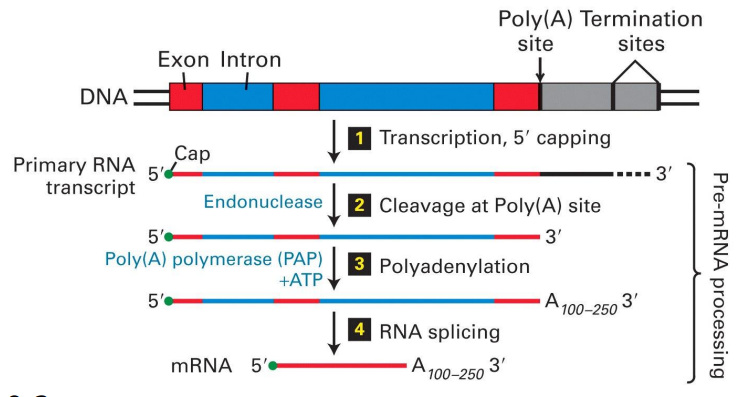 Poly(A) Termination
site sites
Exon Intron
DNA
1 Transcription, 5′ capping
Cap
Primary RNA
transcript
5′ 3′
Endonuclease
2 Cleavage at Poly(A) site
5′ 3′
Poly(A) polymerase (PAP)
+ATP
3 Polyadenylation
5′ A100–250 3′
4 RNA splicing
mRNA 5′ A100–250 3′
Pre-mRNA processing